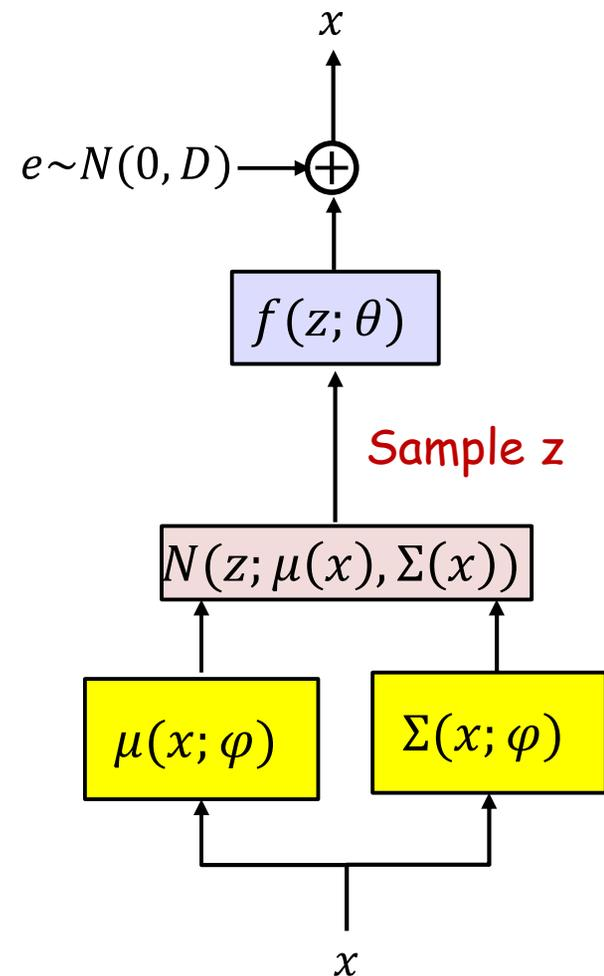 x
e~N(0, D)
+
f(z; θ)
Sample z
N(z; μ(x), Σ(x))
μ(x; φ)
Σ(x; φ)
x